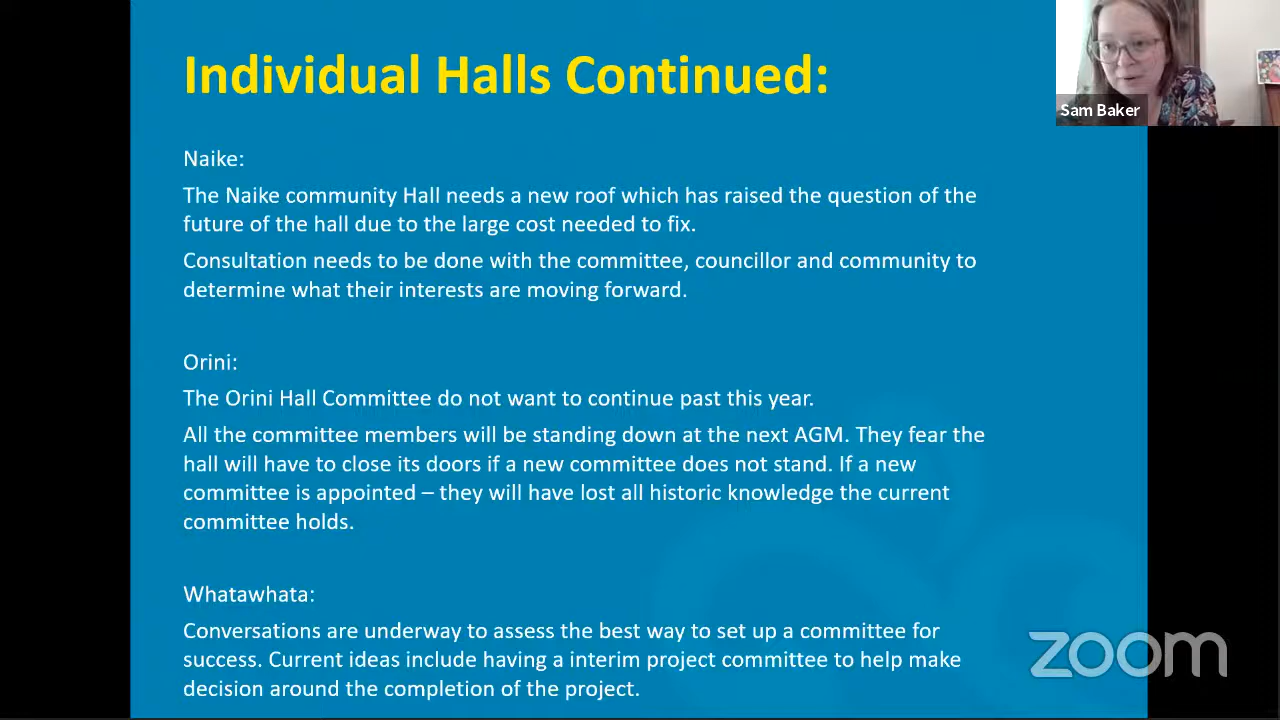 Individual Halls Continued:
Sam Baker
Naike:
The Naike community Hall needs a new roof which has raised the question of the
future of the hall due to the large cost needed to fix.
Consultation needs to be done with the committee, councillor and community to
determine what their interests are moving forward.
Orini:
The Orini Hall Committee do not want to continue past this year.
All the committee members will be standing down at the next AGM. They fear the
hall will have to close its doors if a new committee does not stand. If a new
committee is appointed – they will have lost all historic knowledge the current
committee holds.
Whatawhata:
Conversations are underway to assess the best way to set up a committee for
success. Current ideas include having a interim project committee to help make
decision around the completion of the project.
zoom